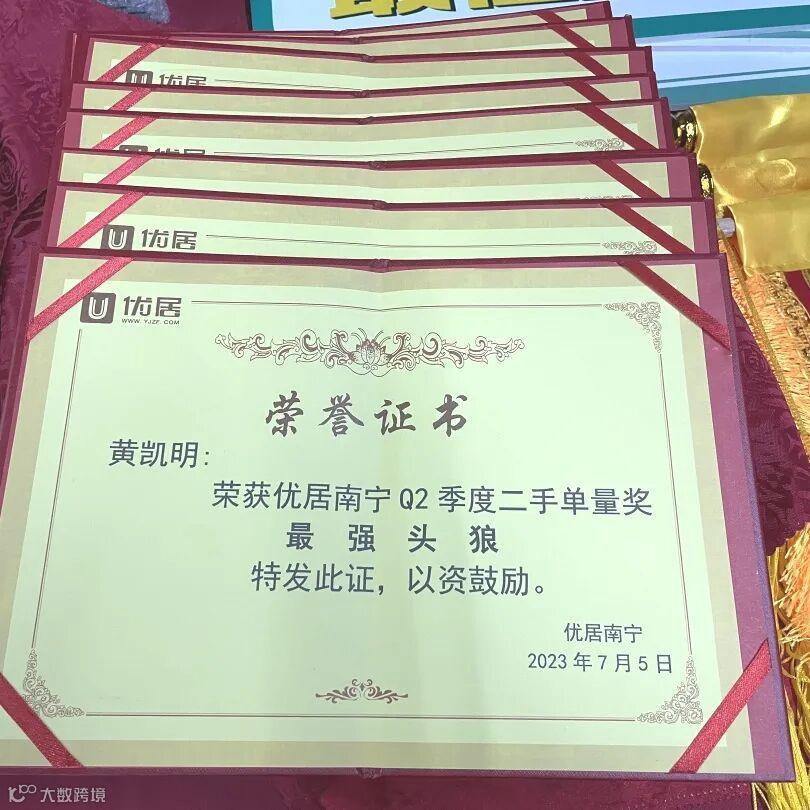 优居
优居
优居
优居
WWW.YJZF.COM
荣誉证书
黄凯明:
荣获优居南宁Q2季度二手单量奖
最强头狼
特发此证，以资鼓励。
优居南宁
2023年7月5日
大数跨境